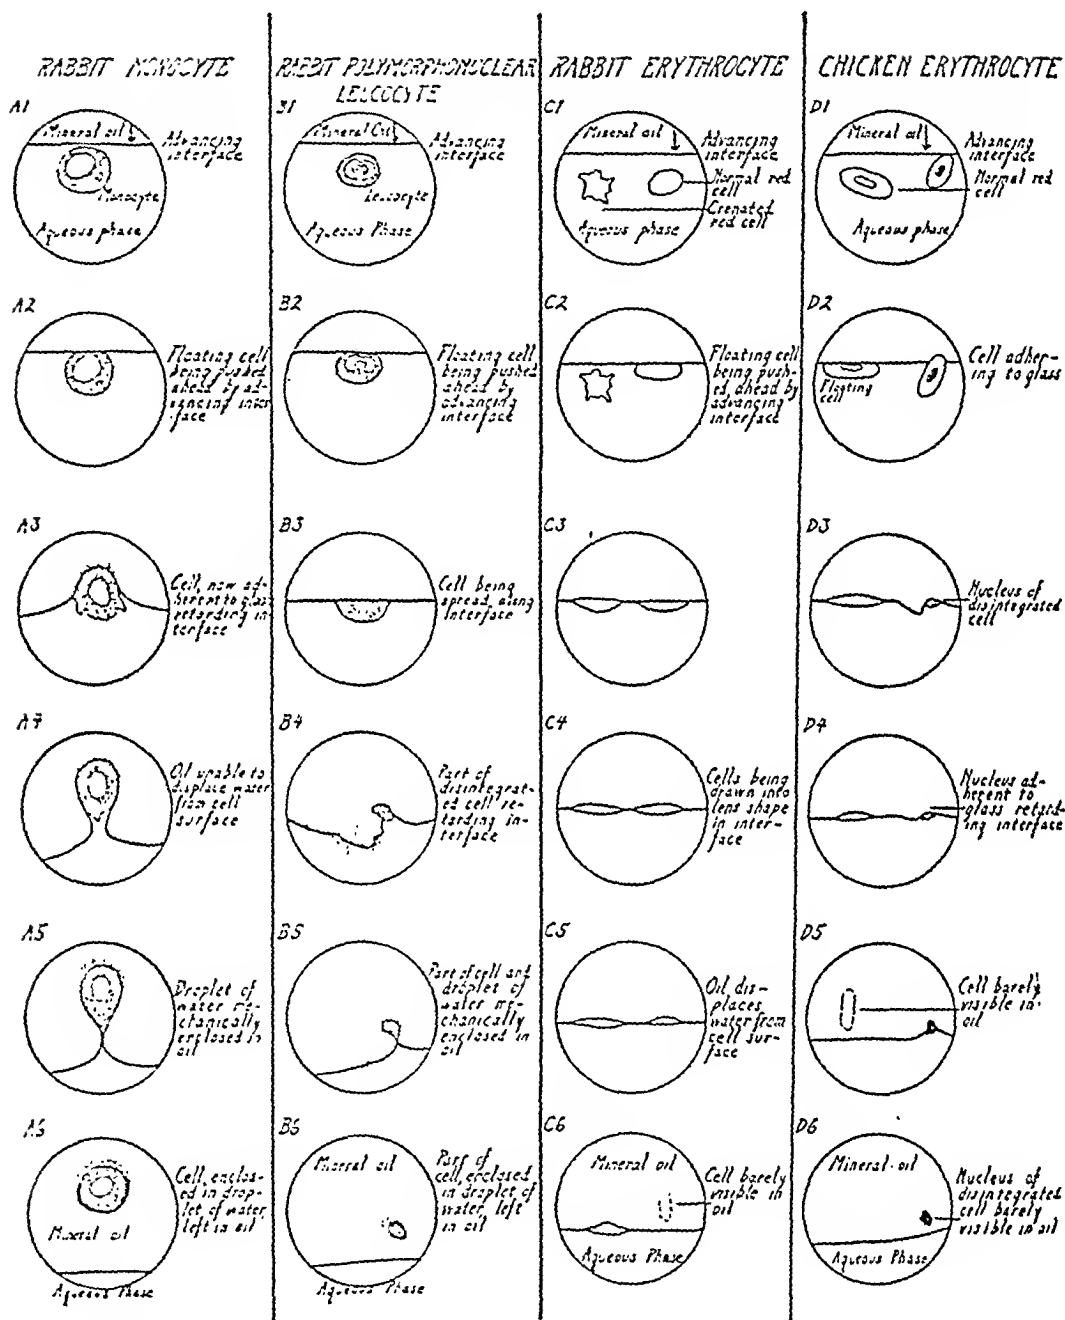 RABBIT MONOCYTE
A1
Mineral oil
Advancing
interface
Monocyte
Aqueous phase
A2
Floating cell
being pushed
ahead by ad-
vancing inter-
face
A3
Cell, now ad-
herent to glass
retarding in-
terface
A4
Oil unable to
displace water
from cell
surface
A5
Droplet of
water me-
chanically
enclosed in
oil
A6
Cell, enclos-
ed in drop-
let of water,
left in oil
Mineral oil
Aqueous Phase
RABBIT POLYMORPHONUCLEAR
LEUCOCYTE
B1
Mineral Oil
Advancing
interface
Leucocyte
Aqueous Phase
B2
Floating cell,
being pushed
ahead by
advancing
interface
B3
Cell being
spread along
interface
B4
Part of
disintegrat-
ed cell re-
tarding in-
terface
B5
Part of cell and
droplet of
water me-
chanically
enclosed in
oil
B6
Mineral oil
Part of
cell, enclosed
in droplet of
water, left
in oil
Aqueous Phase
RABBIT ERYTHROCYTE
C1
Mineral oil
Advancing
interface
Normal red
cell
Crenated
red cell
Aqueous phase
C2
Floating cell
being push-
ed ahead by
advancing
interface
C3
C4
Cells being
drawn into
lens shape
in inter-
face
C5
Oil dis-
places
water from
cell sur-
face
C6
Mineral oil
Cell barely
visible in
oil
Aqueous Phase
CHICKEN ERYTHROCYTE
D1
Mineral oil
Advancing
interface
Normal red
cell
Aqueous phase
D2
Cell adher-
ing to glass
Floating
cell
D3
Nucleus of
disintegrated
cell
D4
Nucleus ad-
herent to
glass retard-
ing interface
D5
Cell barely
visible in
oil
D6
Mineral oil
Nucleus of
disintegrated
cell barely
visible in oil
Aqueous Phase